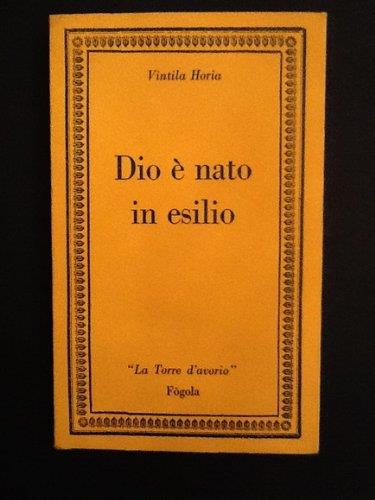 Vintila Horia
Dio è nato
in esilio
"La Torre d'avorio"
Fògola